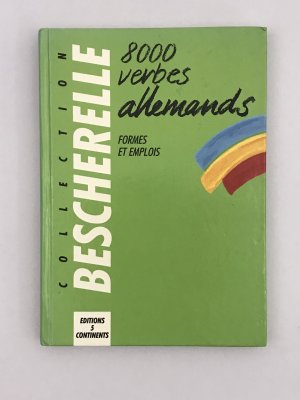 COLLECTION
BESCHERELLE
8000
verbes
allemands
FORMES
ET EMPLOIS
EDITIONS
5
CONTINENTS